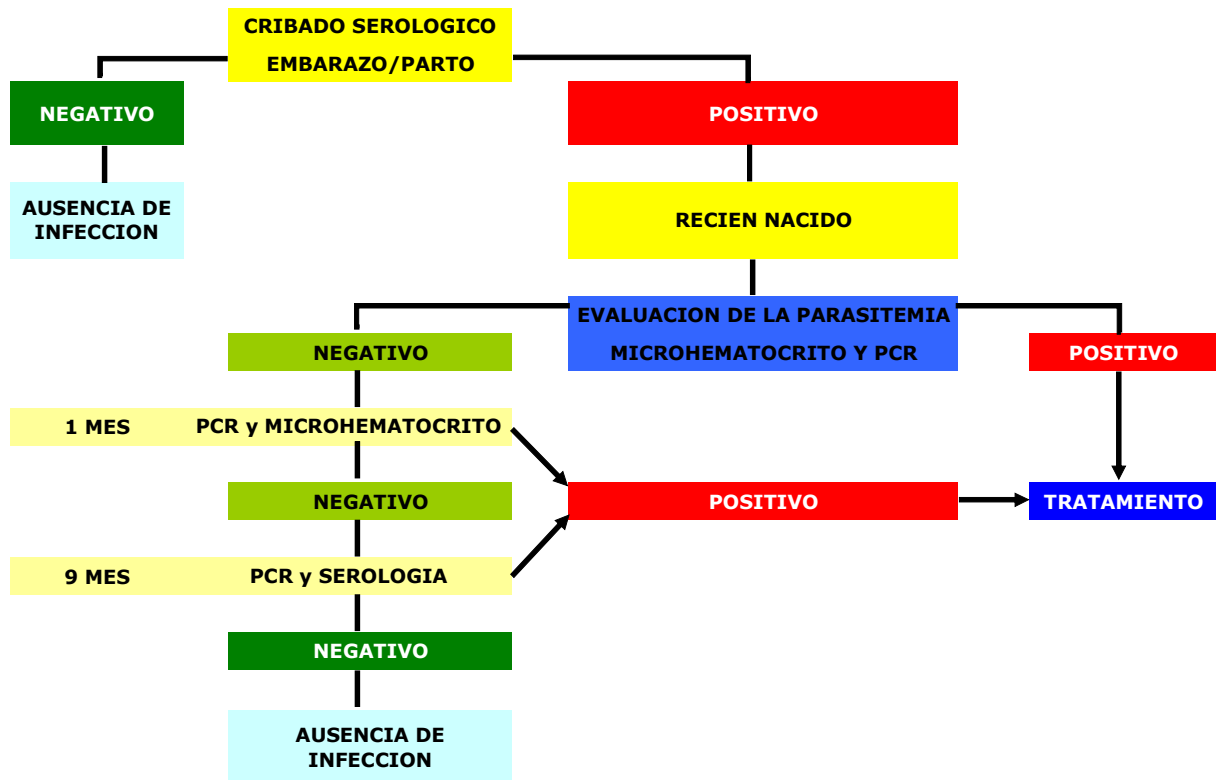 CRIBADO SEROLOGICO
EMBARAZO/PARTO
NEGATIVO
POSITIVO
AUSENCIA DE
INFECCION
RECIEN NACIDO
EVALUACION DE LA PARASITEMIA
MICROHEMATOCRITO Y PCR
NEGATIVO
POSITIVO
1 MES
PCR y MICROHEMATOCRITO
NEGATIVO
POSITIVO
TRATAMIENTO
9 MES
PCR y SEROLOGIA
NEGATIVO
AUSENCIA DE
INFECCION